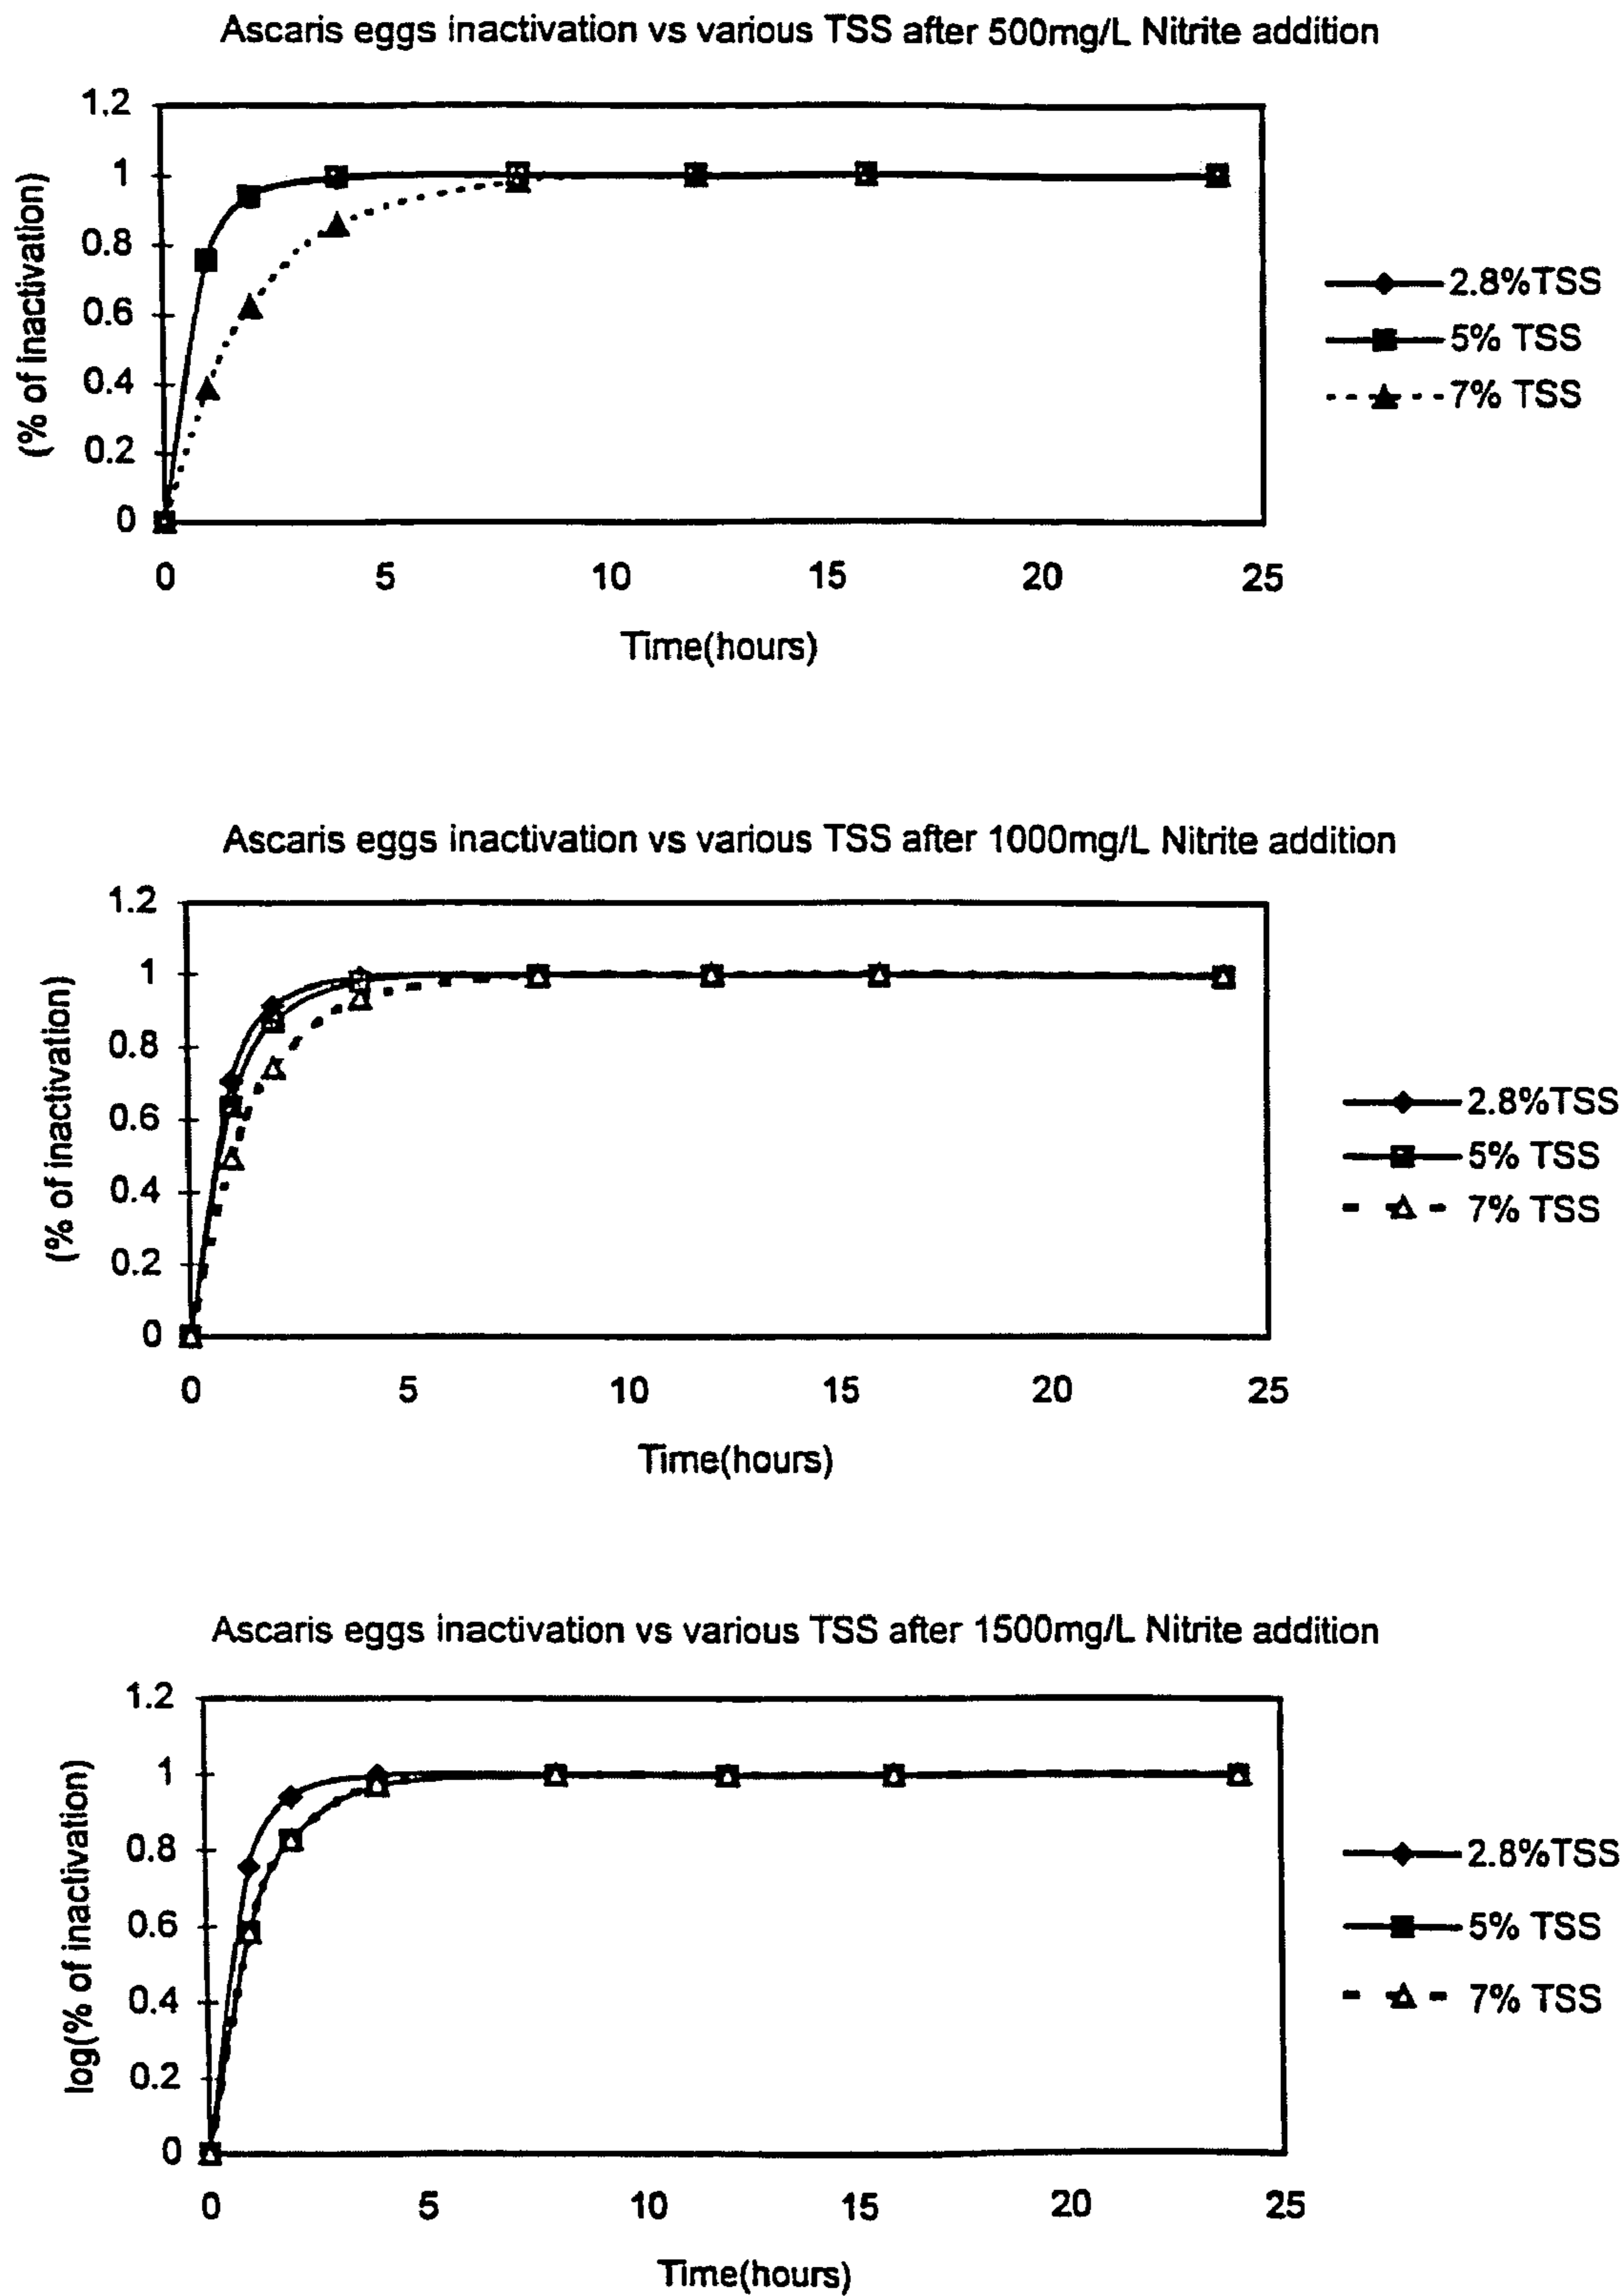 Ascaris eggs inactivation vs various TSS after 500mg/L Nitrite addition
1.2
1
0.8
0.6
0.4
0.2
0
(% of inactivation)
0 5 10 15 20 25
Time(hours)
2.8%TSS
5% TSS
7% TSS
Ascaris eggs inactivation vs various TSS after 1000mg/L Nitrite addition
1.2
1
0.8
0.6
0.4
0.2
0
(% of inactivation)
0 5 10 15 20 25
Time(hours)
2.8%TSS
5% TSS
7% TSS
Ascaris eggs inactivation vs various TSS after 1500mg/L Nitrite addition
1.2
1
0.8
0.6
0.4
0.2
0
log(% of inactivation)
0 5 10 15 20 25
Time(hours)
2.8%TSS
5% TSS
7% TSS